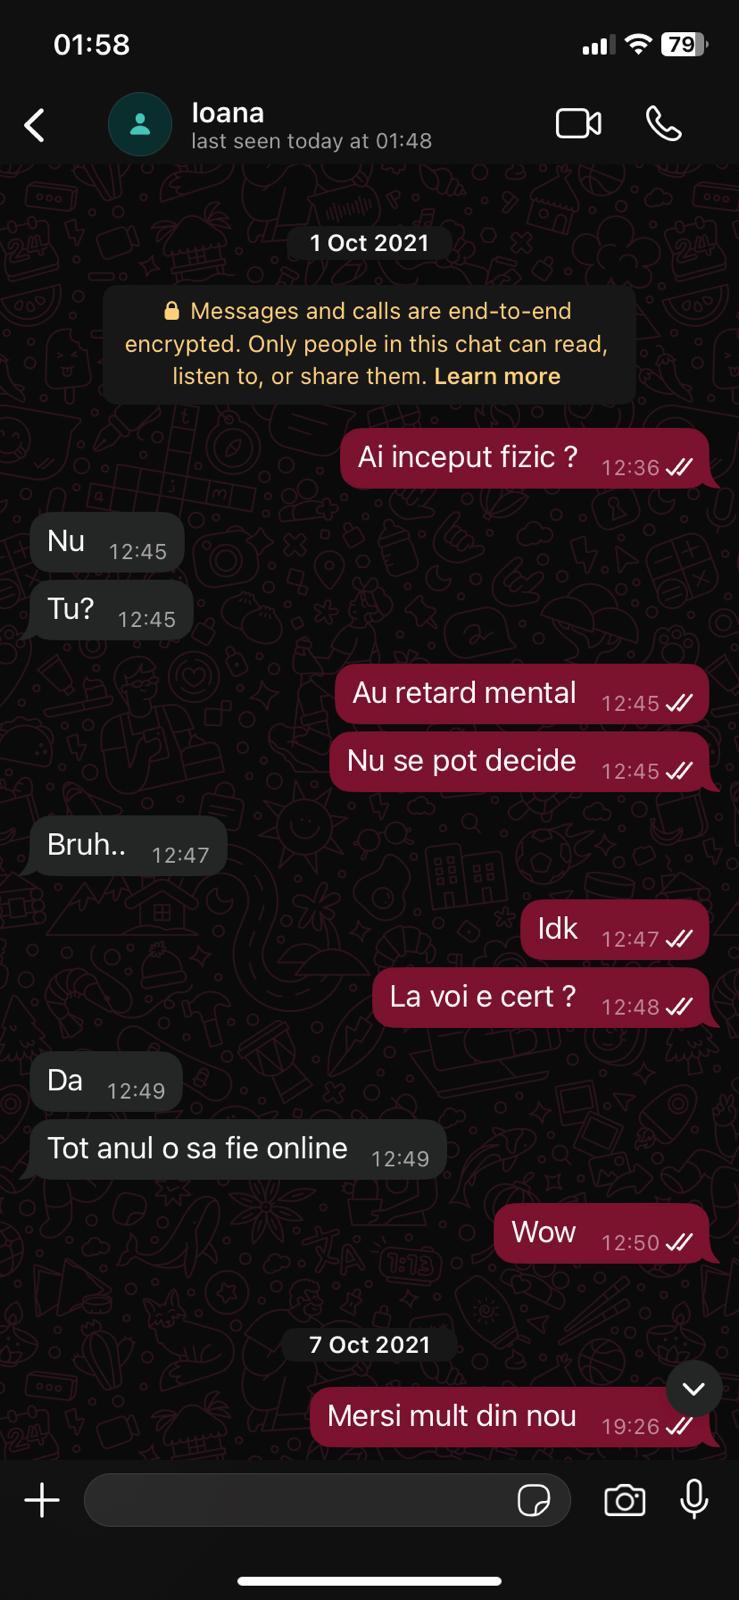 01:58
79
Ioana
last seen today at 01:48
1 Oct 2021
Messages and calls are end-to-end
encrypted. Only people in this chat can read,
listen to, or share them. Learn more
Ai inceput fizic ? 12:36
Nu 12:45
Tu? 12:45
Au retard mental 12:45
Nu se pot decide 12:45
Bruh.. 12:47
Idk 12:47
La voi e cert ? 12:48
Da 12:49
Tot anul o sa fie online 12:49
Wow 12:50
7 Oct 2021
Mersi mult din nou 19:26